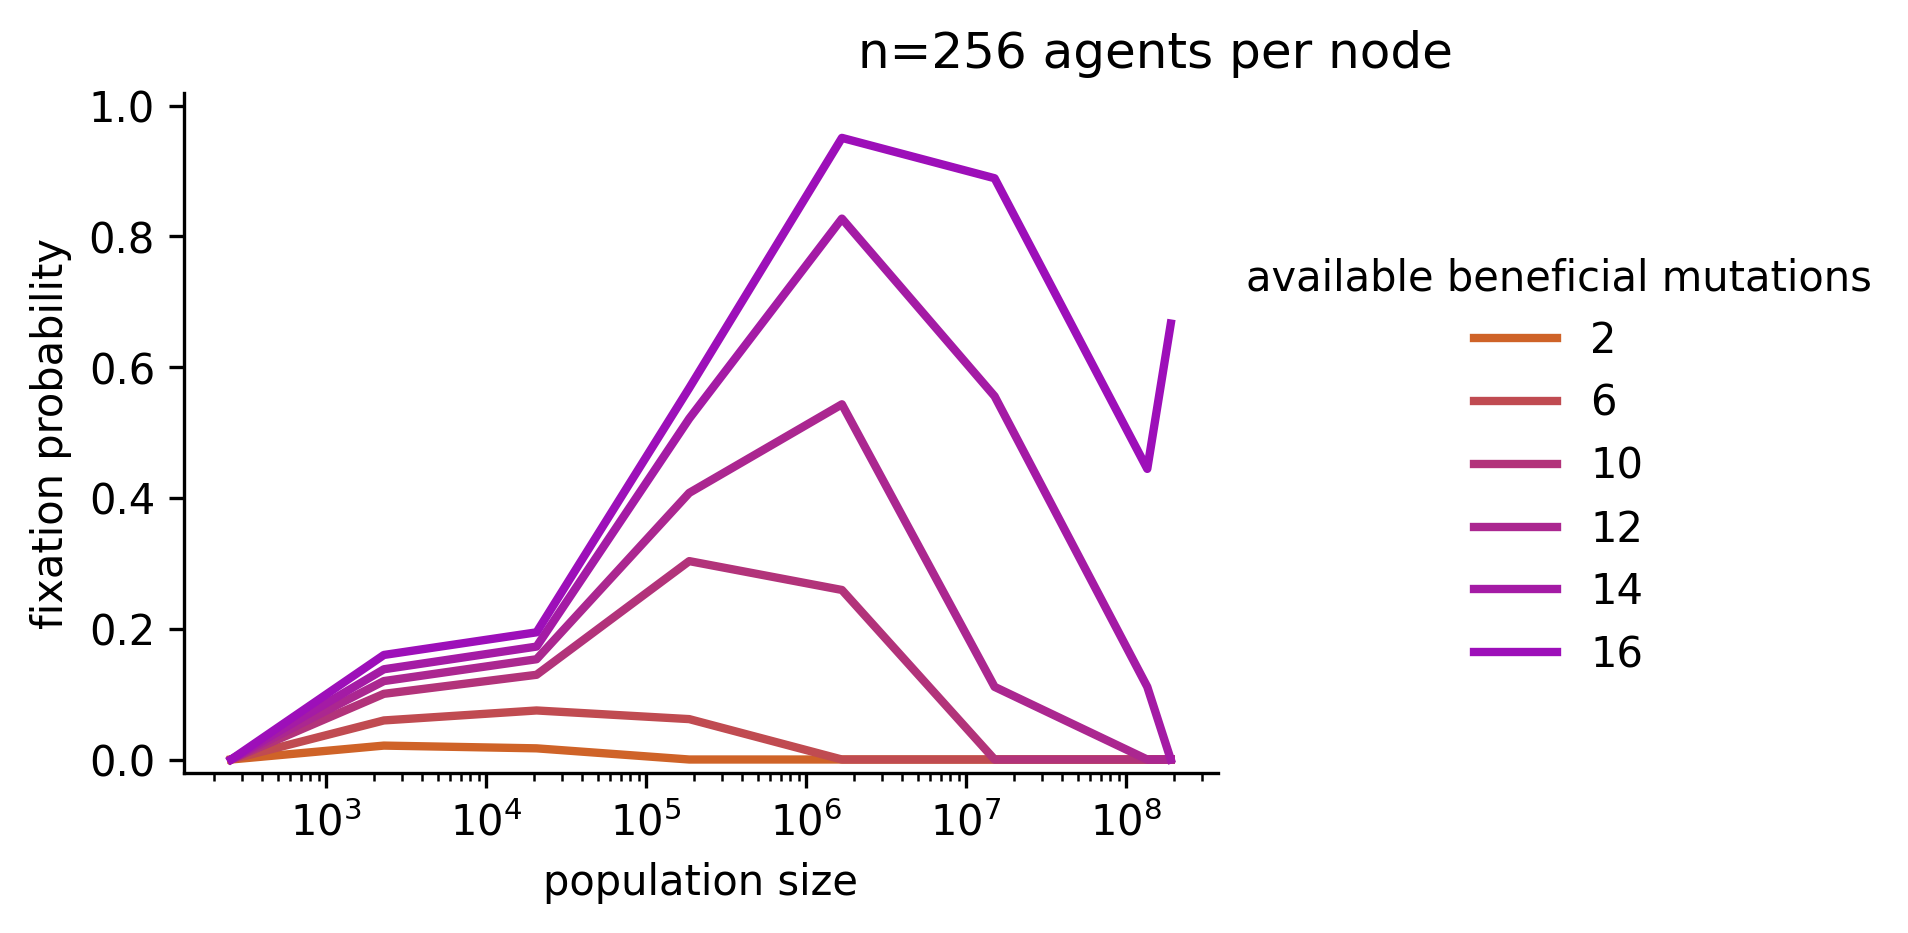 n=256 agents per node
1.0
0.8
0.6
0.4
0.2
0.0
fixation probability
10³ 10⁴ 10⁵ 10⁶ 10⁷ 10⁸
population size
available beneficial mutations
2
6
10
12
14
16